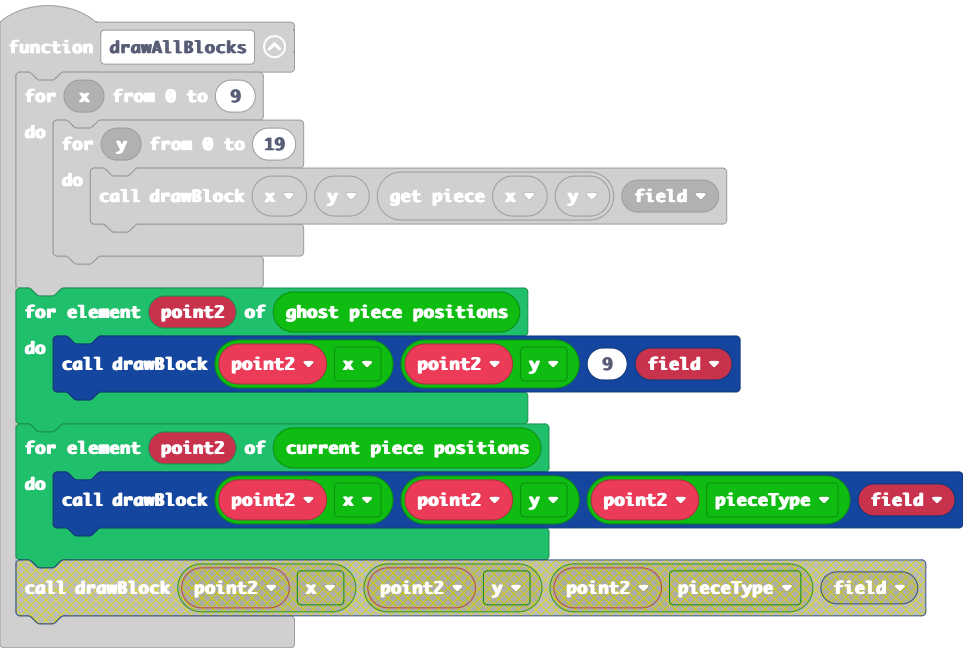 function drawAllBlocks
for x from 0 to 9
do
for y from 0 to 19
do
call drawBlock x y get piece x y field
for element point2 of ghost piece positions
do
call drawBlock point2 x point2 y 9 field
for element point2 of current piece positions
do
call drawBlock point2 x point2 y point2 pieceType field
call drawBlock point2 x point2 y point2 pieceType field